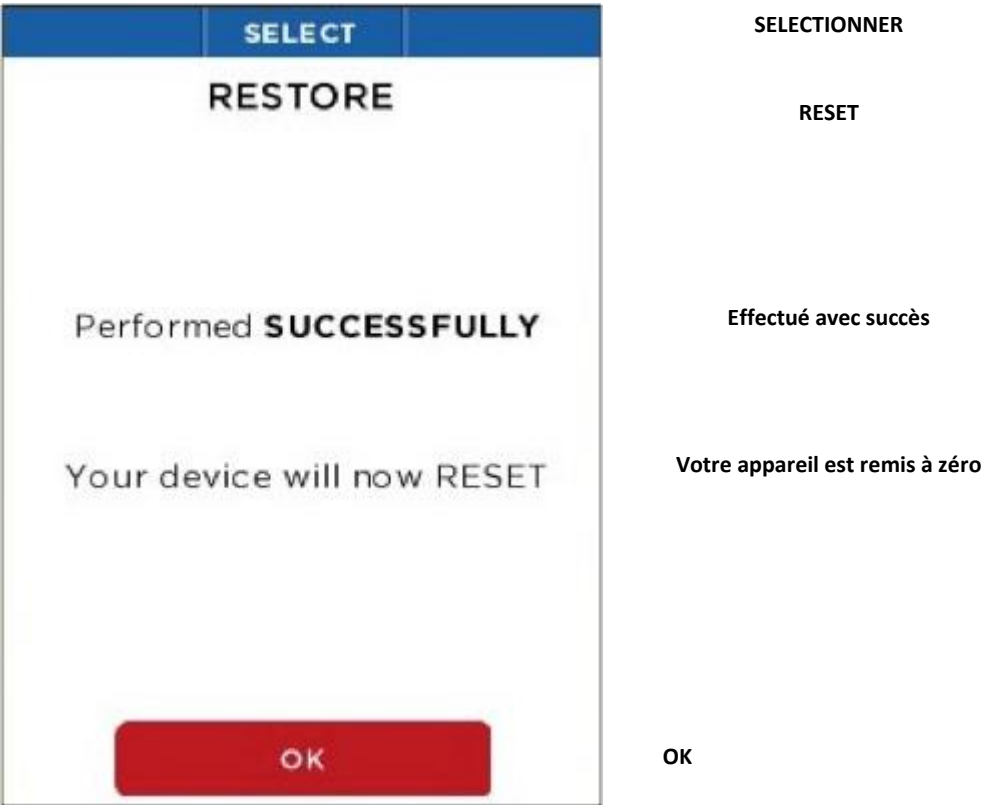 SELECT
SELECTIONNER
RESTORE
RESET
Performed SUCCESSFULLY
Effectué avec succès
Your device will now RESET
Votre appareil est remis à zéro
OK
OK